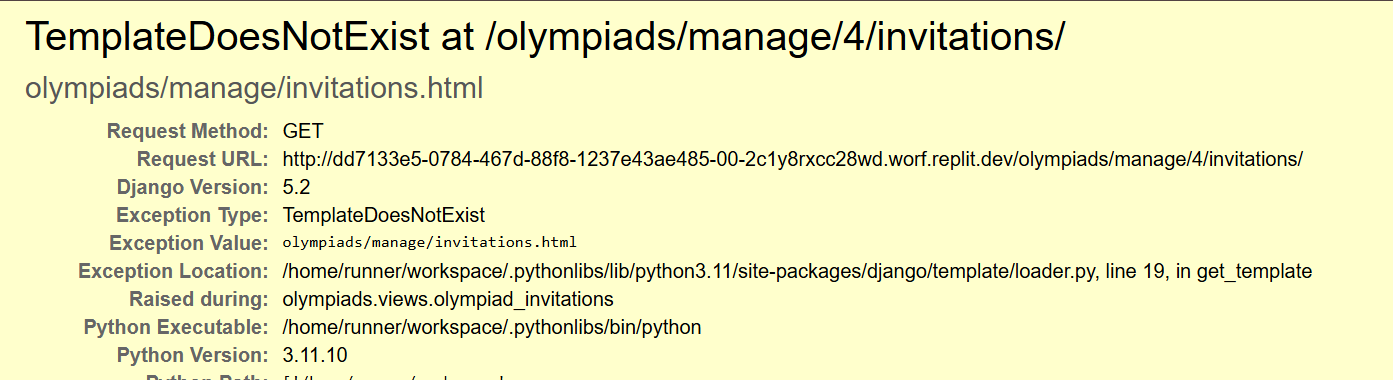 TemplateDoesNotExist at /olympiads/manage/4/invitations/
olympiads/manage/invitations.html
Request Method: GET
Request URL: http://dd7133e5-0784-467d-88f8-1237e43ae485-00-2c1y8rxcc28wd.worf.replit.dev/olympiads/manage/4/invitations/
Django Version: 5.2
Exception Type: TemplateDoesNotExist
Exception Value: olympiads/manage/invitations.html
Exception Location: /home/runner/workspace/.pythonlibs/lib/python3.11/site-packages/django/template/loader.py, line 19, in get_template
Raised during: olympiads.views.olympiad_invitations
Python Executable: /home/runner/workspace/.pythonlibs/bin/python
Python Version: 3.11.10